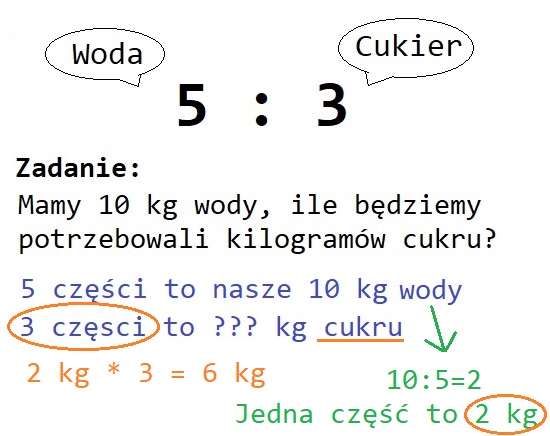 Woda
Cukier
5 : 3
Zadanie:
Mamy 10 kg wody, ile będziemy
potrzebowali kilogramów cukru?
5 części to nasze 10 kg wody
3 częsci to ??? kg cukru
2 kg * 3 = 6 kg
10:5=2
Jedna część to 2 kg